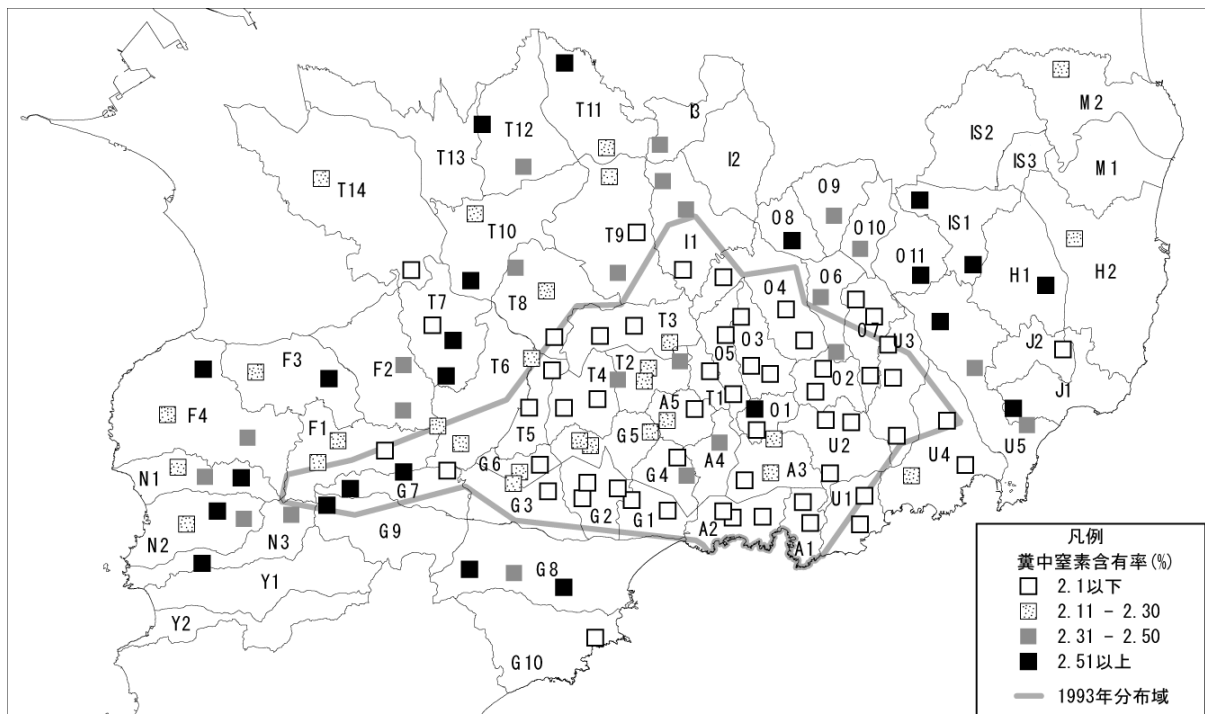 T11
M2
I3
T12
IS2
T13
I2
IS3
M1
T14
O9
O8
IS1
T10
O10
T9
O11
I1
H1
H2
O6
T8
O4
T7
O7
T3
O3
U3
J2
F3
F2
T6
T2
O5
T4
O2
J1
A5
T1
O1
F4
F1
T5
G5
U2
A4
U5
U4
N1
G6
G4
A3
G7
G3
U1
G2
G1
A2
N2
N3
G9
A1
G8
Y1
Y2
G10
凡例
糞中窒素含有率(%)
2.1以下
2.11 - 2.30
2.31 - 2.50
2.51以上
1993年分布域